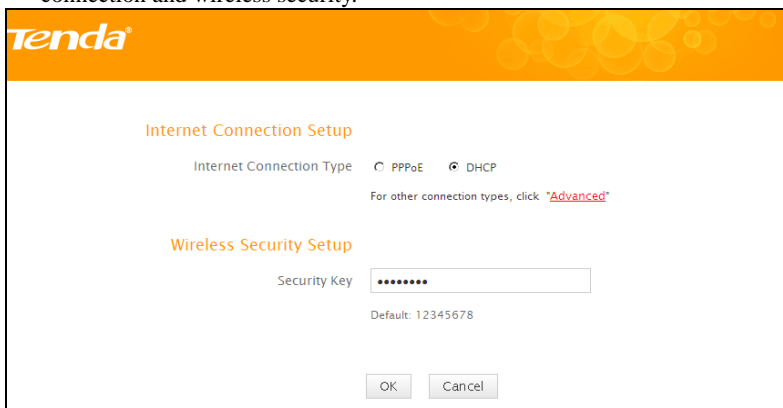 connection and wireless security.
Tenda®
Internet Connection Setup
Internet Connection Type PPPoE DHCP
For other connection types, click "Advanced"
Wireless Security Setup
Security Key ••••••••
Default: 12345678
OK Cancel